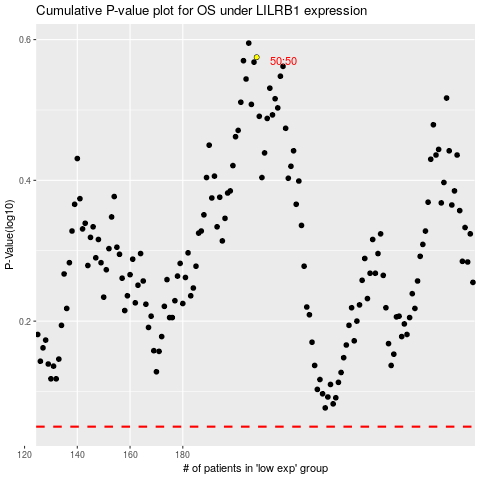 Cumulative P-value plot for OS under LILRB1 expression
0.6
50:50
0.4
P-Value(log10)
0.2
120 140 160 180
# of patients in 'low exp' group